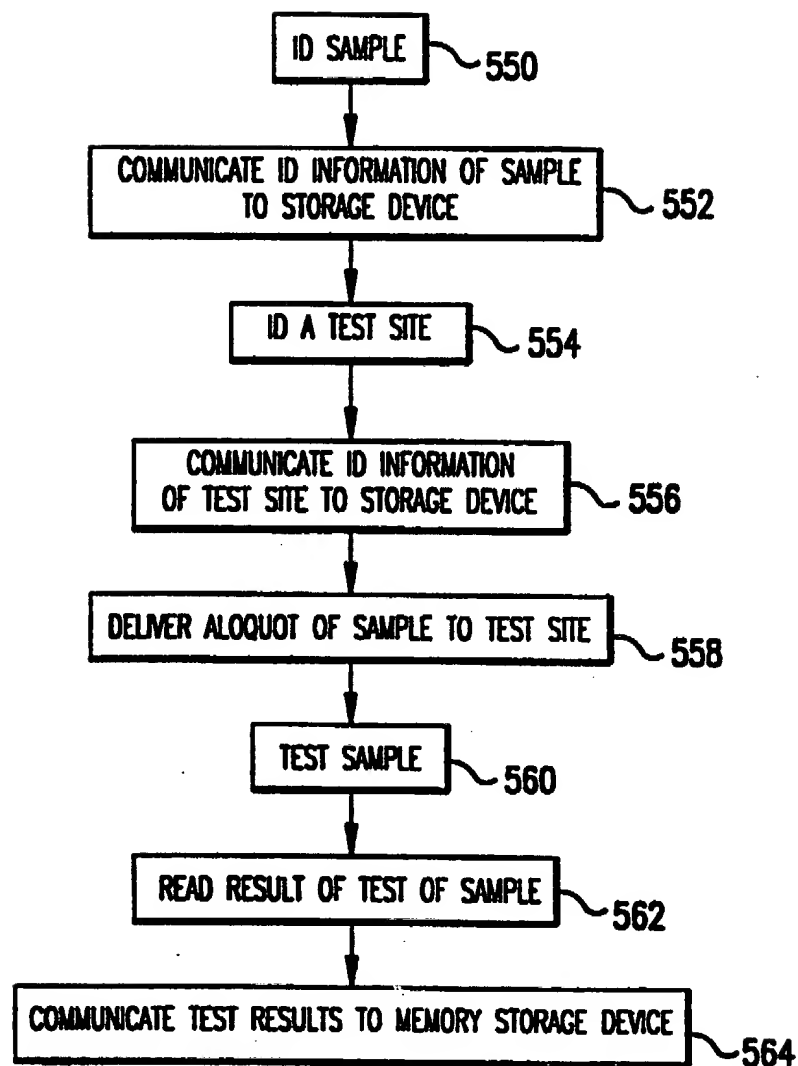 ID SAMPLE
550
COMMUNICATE ID INFORMATION OF SAMPLE
TO STORAGE DEVICE
552
ID A TEST SITE
554
COMMUNICATE ID INFORMATION
OF TEST SITE TO STORAGE DEVICE
556
DELIVER ALOQUOT OF SAMPLE TO TEST SITE
558
TEST SAMPLE
560
READ RESULT OF TEST OF SAMPLE
562
COMMUNICATE TEST RESULTS TO MEMORY STORAGE DEVICE
564